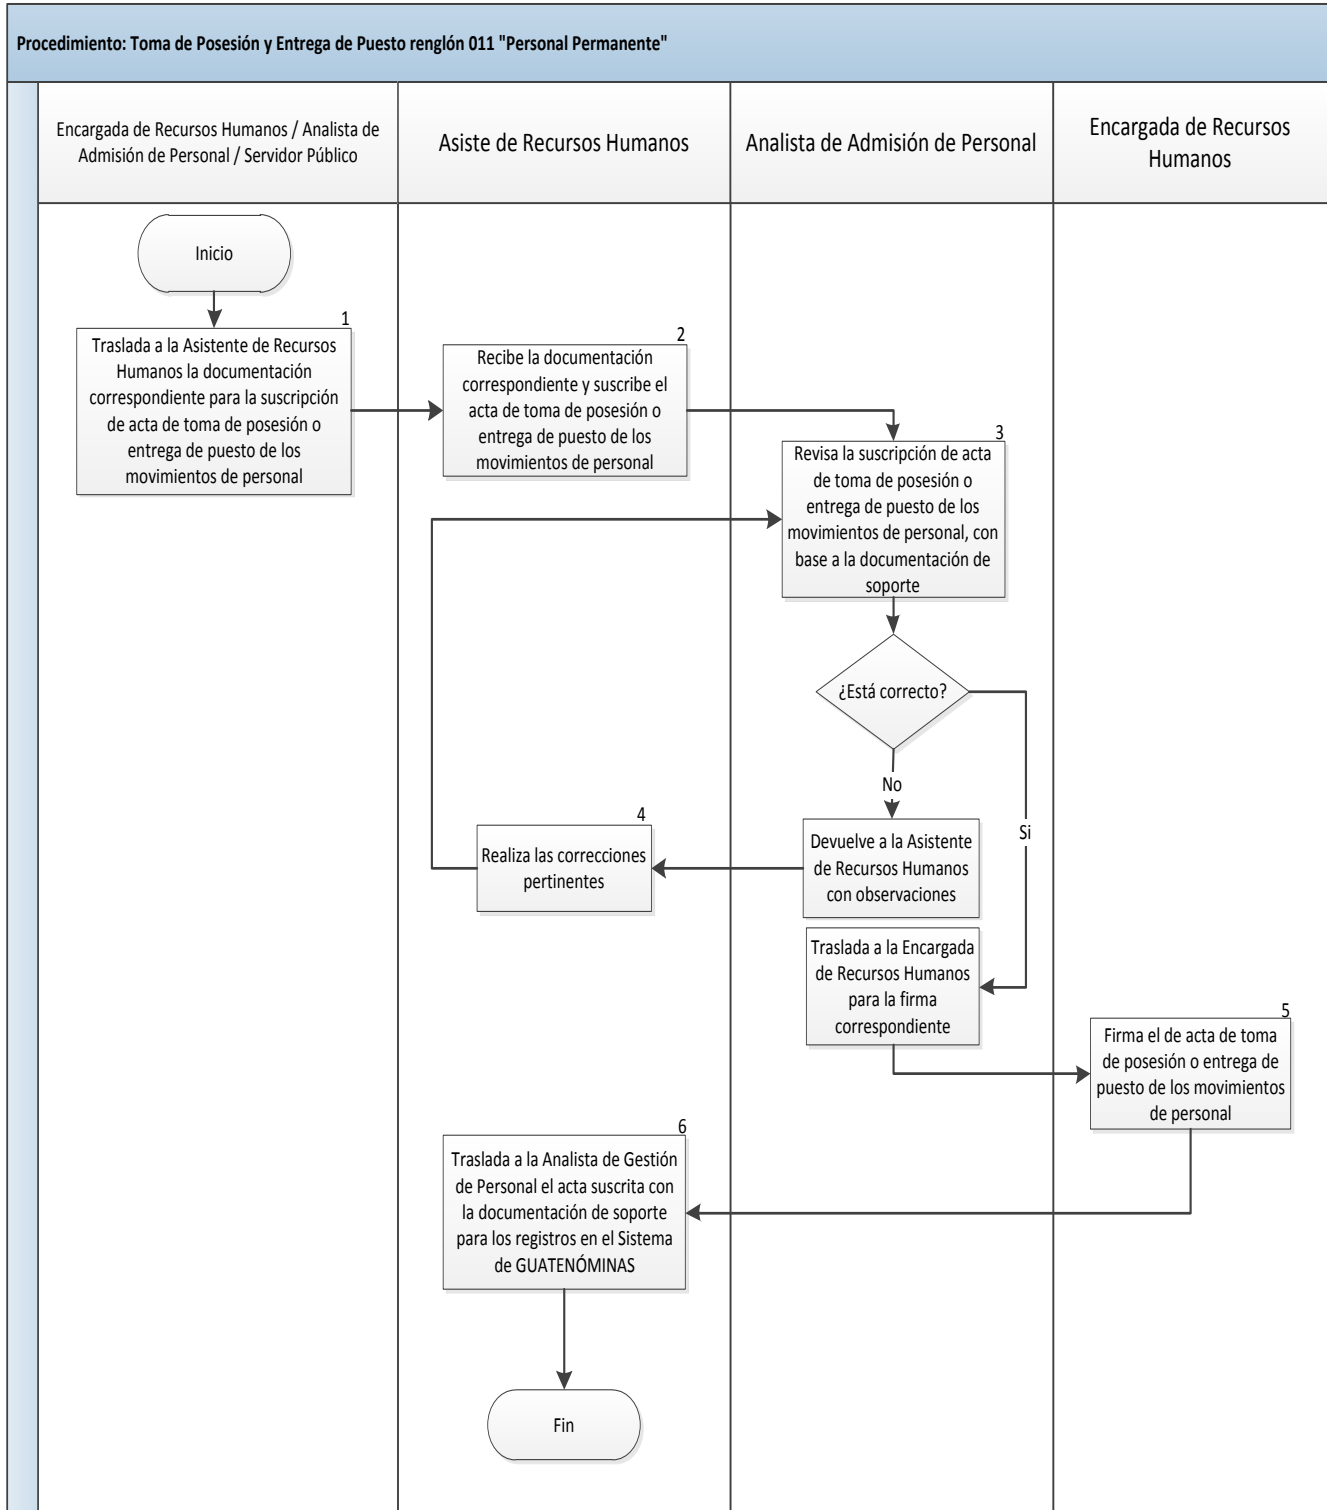 Procedimiento: Toma de Posesión y Entrega de Puesto renglón 011 "Personal Permanente"
Encargada de Recursos Humanos / Analista de
Admisión de Personal / Servidor Público
Asiste de Recursos Humanos
Analista de Admisión de Personal
Encargada de Recursos
Humanos
Inicio
1
Traslada a la Asistente de Recursos
Humanos la documentación
correspondiente para la suscripción
de acta de toma de posesión o
entrega de puesto de los
movimientos de personal
2
Recibe la documentación
correspondiente y suscribe el
acta de toma de posesión o
entrega de puesto de los
movimientos de personal
3
Revisa la suscripción de acta
de toma de posesión o
entrega de puesto de los
movimientos de personal, con
base a la documentación de
soporte
¿Está correcto?
No
Si
Devuelve a la Asistente
de Recursos Humanos
con observaciones
4
Realiza las correcciones
pertinentes
Traslada a la Encargada
de Recursos Humanos
para la firma
correspondiente
5
Firma el de acta de toma
de posesión o entrega de
puesto de los movimientos
de personal
6
Traslada a la Analista de Gestión
de Personal el acta suscrita con
la documentación de soporte
para los registros en el Sistema
de GUATENÓMINAS
Fin